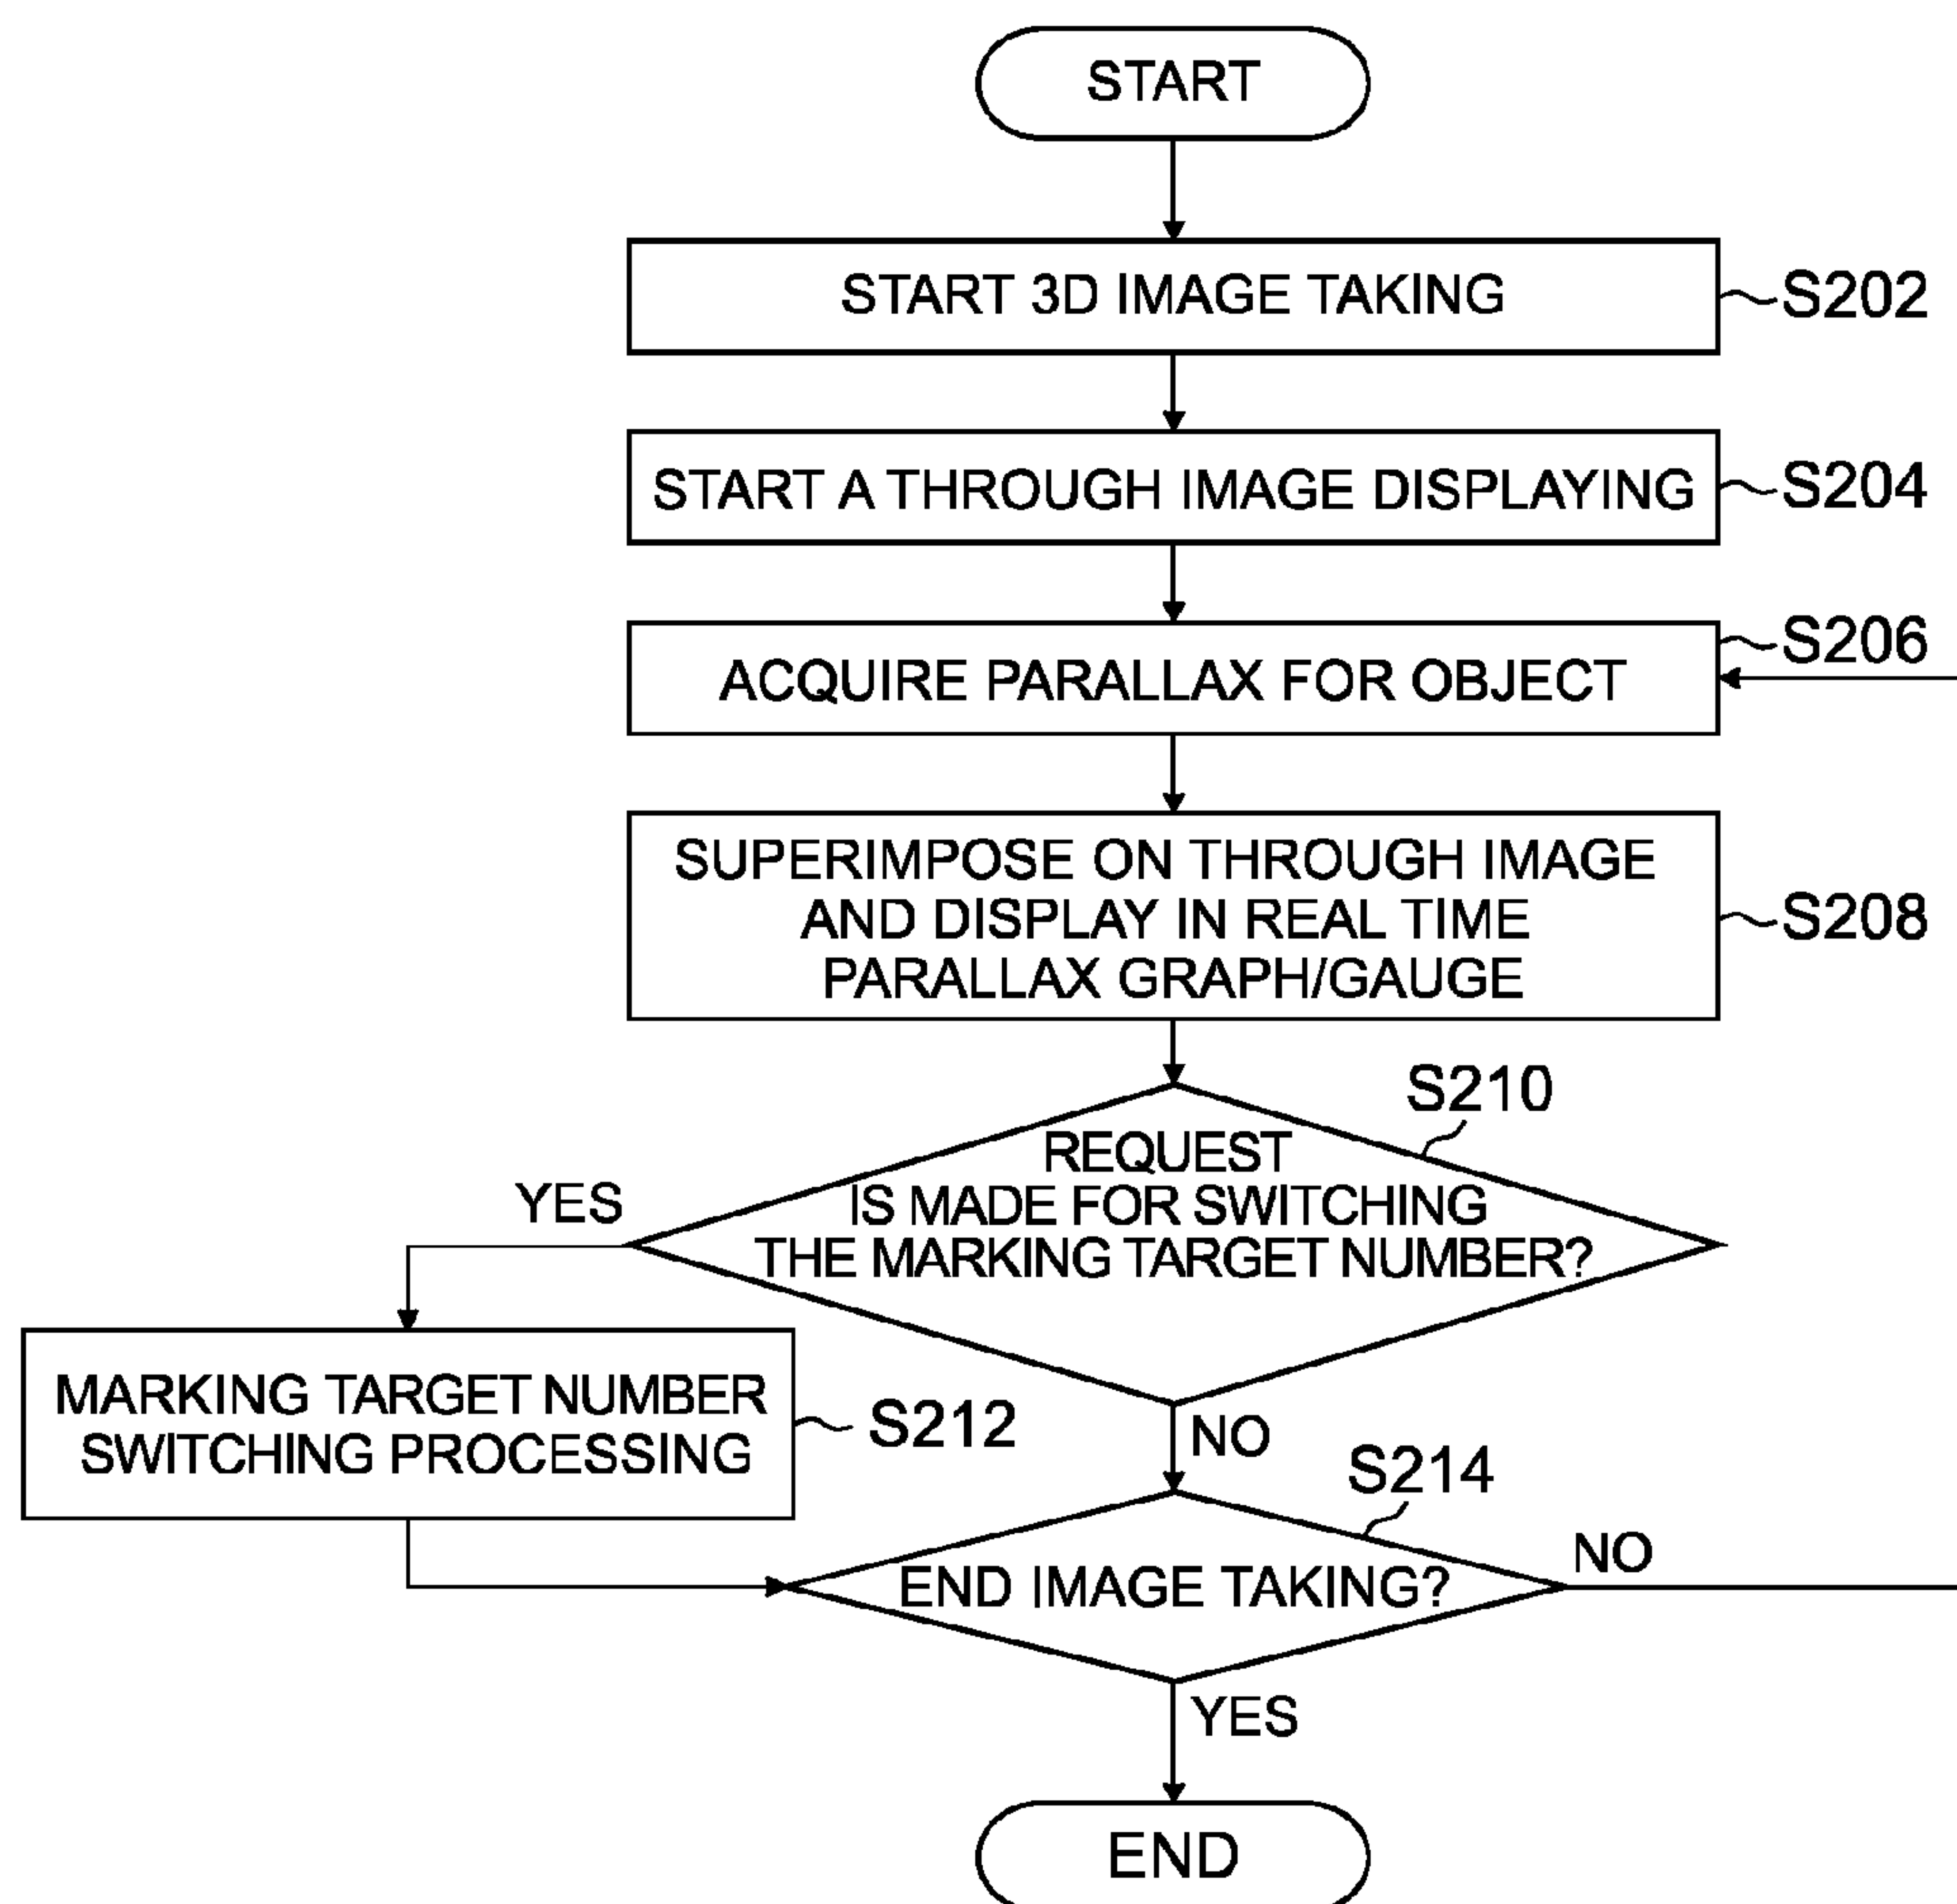 START
START 3D IMAGE TAKING
S202
START A THROUGH IMAGE DISPLAYING
S204
ACQUIRE PARALLAX FOR OBJECT
S206
SUPERIMPOSE ON THROUGH IMAGE
AND DISPLAY IN REAL TIME
PARALLAX GRAPH/GAUGE
S208
S210
REQUEST
IS MADE FOR SWITCHING
THE MARKING TARGET NUMBER?
YES
MARKING TARGET NUMBER
SWITCHING PROCESSING
S212
NO
S214
END IMAGE TAKING?
NO
YES
END